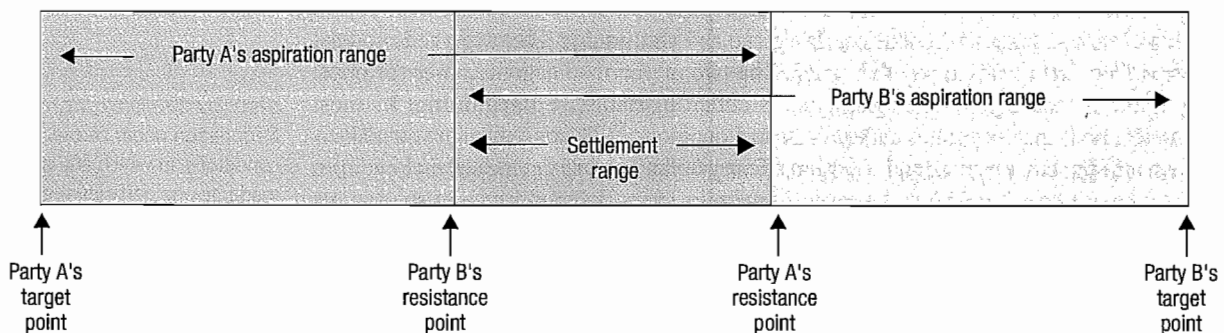 Party A's aspiration range
Party B's aspiration range
Settlement
range
Party A's
target
point
Party B's
resistance
point
Party A's
resistance
point
Party B's
target
point